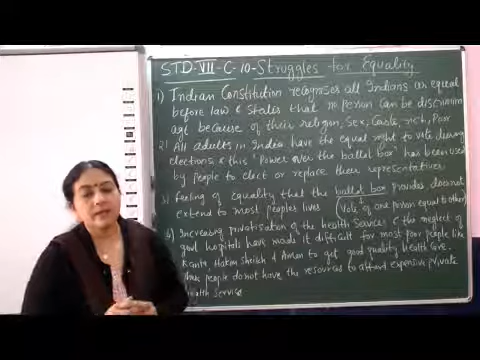 STD-VII-C-10-Struggles for Equality
1) Indian Constitution recognises all Indians as equal
before law & States that no Person can be discrimin
age because of their religion, Sex, Caste, rich, Poor
2) All adults in India have the equal right to vote during
elections & this 'Power over the ballot box' has been used
by people to elect or replace their representatives.
3) Feeling of equality that the ballot box provides doesnot
extend to most peoples lives (Vote of one person equal to other)
4) Increasing privatisation of the health Services & the neglect of
govt hospitals have made it difficult for most poor people like
Kanta Hakim Sheikh & Aman to get good quality health Care.
These people do not have the resources to afford expensive private
Health Service